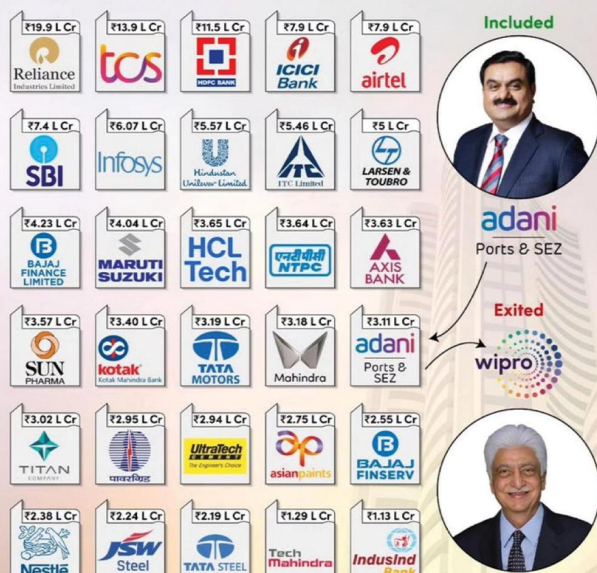 ₹19.9 L Cr
Reliance
Industries Limited
₹13.9 L Cr
tcs
₹11.5 L Cr
HDFC BANK
₹7.9 L Cr
ICICI
Bank
₹7.9 L Cr
airtel
Included
₹7.4 L Cr
SBI
₹6.07 L Cr
Infosys
₹5.57 L Cr
Hindustan
Unilever Limited
₹5.46 L Cr
ITC Limited
₹5 L Cr
LARSEN &
TOUBRO
adani
Ports & SEZ
₹4.23 L Cr
B
BAJAJ
FINANCE
LIMITED
₹4.04 L Cr
MARUTI
SUZUKI
₹3.65 L Cr
HCL
Tech
₹3.64 L Cr
एनटीपीसी
NTPC
₹3.63 L Cr
AXIS
BANK
Exited
wipro
₹3.57 L Cr
SUN
PHARMA
₹3.40 L Cr
kotak
Kotak Mahindra Bank
₹3.19 L Cr
TATA
MOTORS
₹3.18 L Cr
Mahindra
₹3.11 L Cr
adani
Ports &
SEZ
₹3.02 L Cr
TITAN
COMPANY
₹2.95 L Cr
पावरग्रिड
₹2.94 L Cr
UltraTech
CEMENT
The Engineer's Choice
₹2.75 L Cr
ap
asianpaints
₹2.55 L Cr
B
BAJAJ
FINSERV
₹2.38 L Cr
Nestlé
₹2.24 L Cr
JSW
Steel
₹2.19 L Cr
TATA STEEL
₹1.29 L Cr
Tech
Mahindra
₹1.13 L Cr
IndusInd
Bank